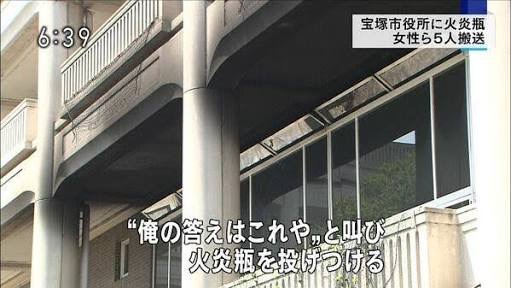 6:39
宝塚市役所に火炎瓶
女性ら5人搬送
“俺の答えはこれや„と叫び
火炎瓶を投げつける